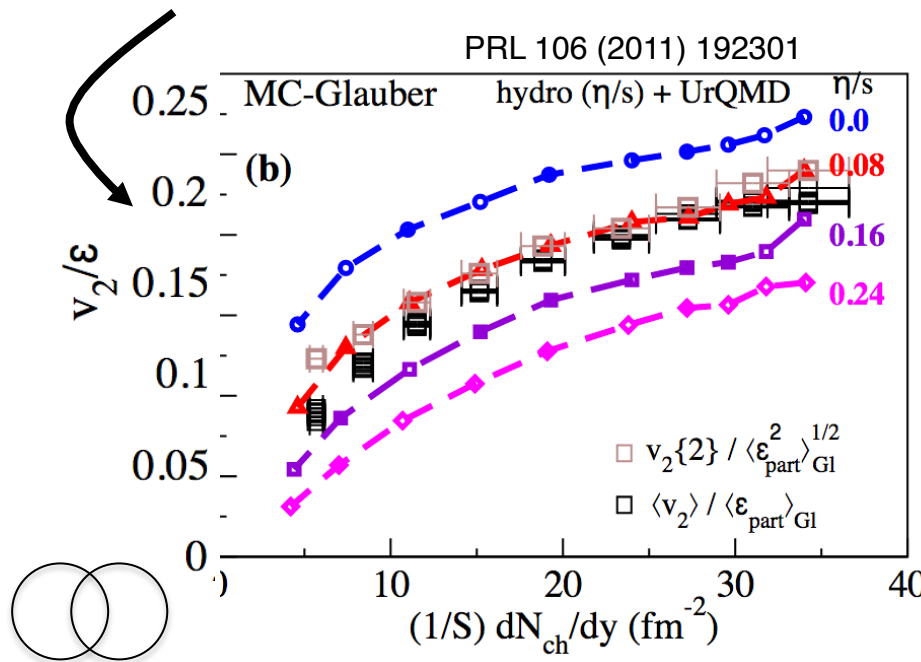 PRL 106 (2011) 192301
MC-Glauber hydro (η/s) + UrQMD
η/s
0.0
0.08
0.16
0.24
(b)
v₂/ε
0.25
0.2
0.15
0.1
0.05
0
v₂{2} / ⟨ε²part⟩Gl^1/2
⟨v₂⟩ / ⟨εpart⟩Gl
10 20 30 40
(1/S) dNch/dy (fm⁻²)